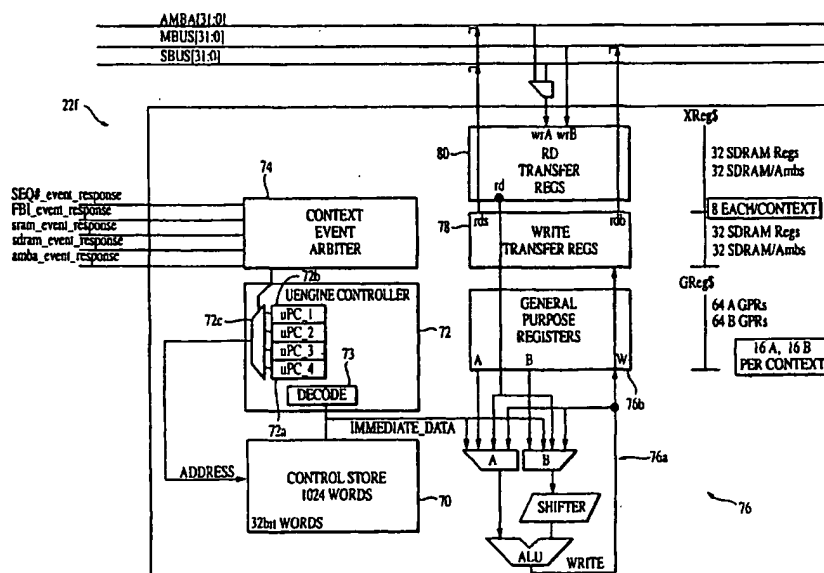 AMBA[31:0]
MBUS[31:0]
SBUS[31:0]
22f
XReg$
wrA wrB
80
RD
TRANSFER
REGS
rd
32 SDRAM Regs
32 SDRAM/Ambs
74
SEQ#_event_response
FBI_event_response
sram_event_response
sdram_event_response
amba_event_response
CONTEXT
EVENT
ARBITER
8 EACH/CONTEXT
rds
rdb
78
WRITE
TRANSFER REGS
32 SDRAM Regs
32 SDRAM/Ambs
GReg$
72b
UENGINE CONTROLLER
72c
uPC_1
uPC_2
uPC_3
uPC_4
72
73
DECODE
72a
GENERAL
PURPOSE
REGISTERS
A
B
W
64 A GPRs
64 B GPRs
16 A, 16 B
PER CONTEXT
76b
IMMEDIATE_DATA
A
B
76a
ADDRESS
CONTROL STORE
1024 WORDS
70
32bit WORDS
SHIFTER
76
ALU
WRITE